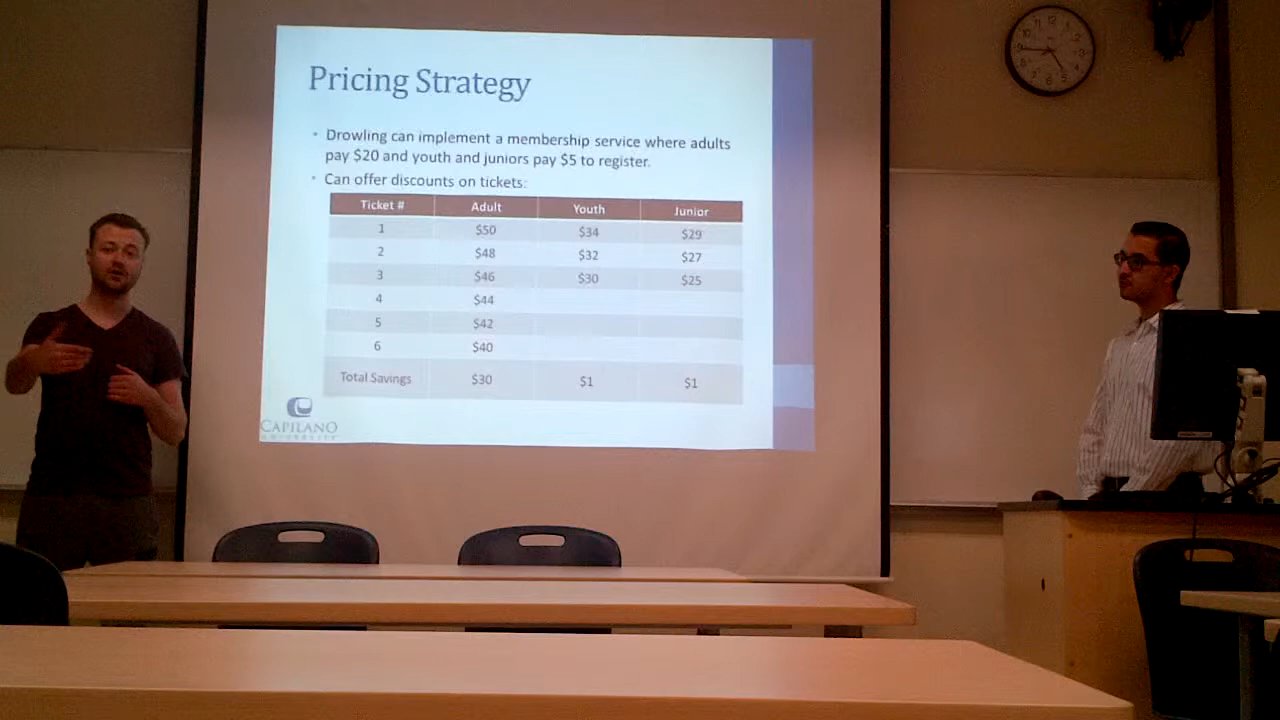 Pricing Strategy
• Drowling can implement a membership service where adults
pay $20 and youth and juniors pay $5 to register.
• Can offer discounts on tickets:
Ticket # Adult Youth Junior
1 $50 $34 $29
2 $48 $32 $27
3 $46 $30 $25
4 $44
5 $42
6 $40
Total Savings $30 $1 $1
CAPILANO
UNIVERSITY